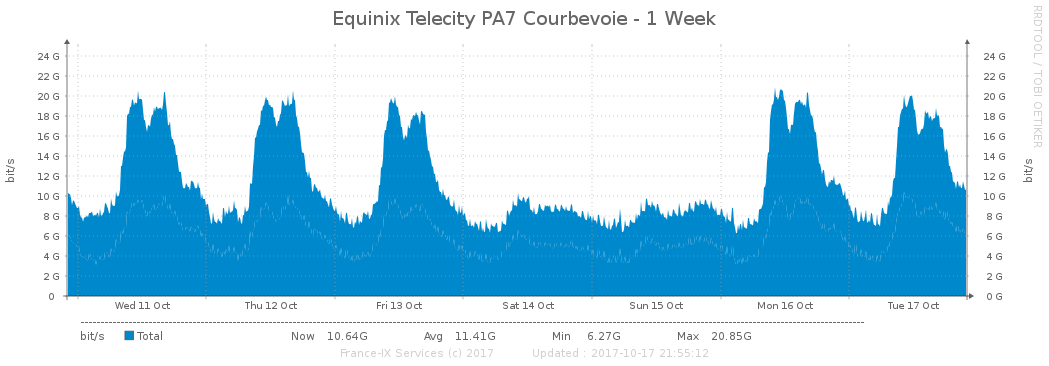 Equinix Telecity PA7 Courbevoie - 1 Week
RRDTOOL / TOBI OETIKER
bit/s
24 G 24 G
22 G 22 G
20 G 20 G
18 G 18 G
16 G 16 G
14 G 14 G
12 G 12 G
10 G 10 G
8 G 8 G
6 G 6 G
4 G 4 G
2 G 2 G
0 0 G
bit/s
Wed 11 Oct Thu 12 Oct Fri 13 Oct Sat 14 Oct Sun 15 Oct Mon 16 Oct Tue 17 Oct
bit/s Total Now 10.64G Avg 11.41G Min 6.27G Max 20.85G
France-IX Services (c) 2017 Updated : 2017-10-17 21:55:12